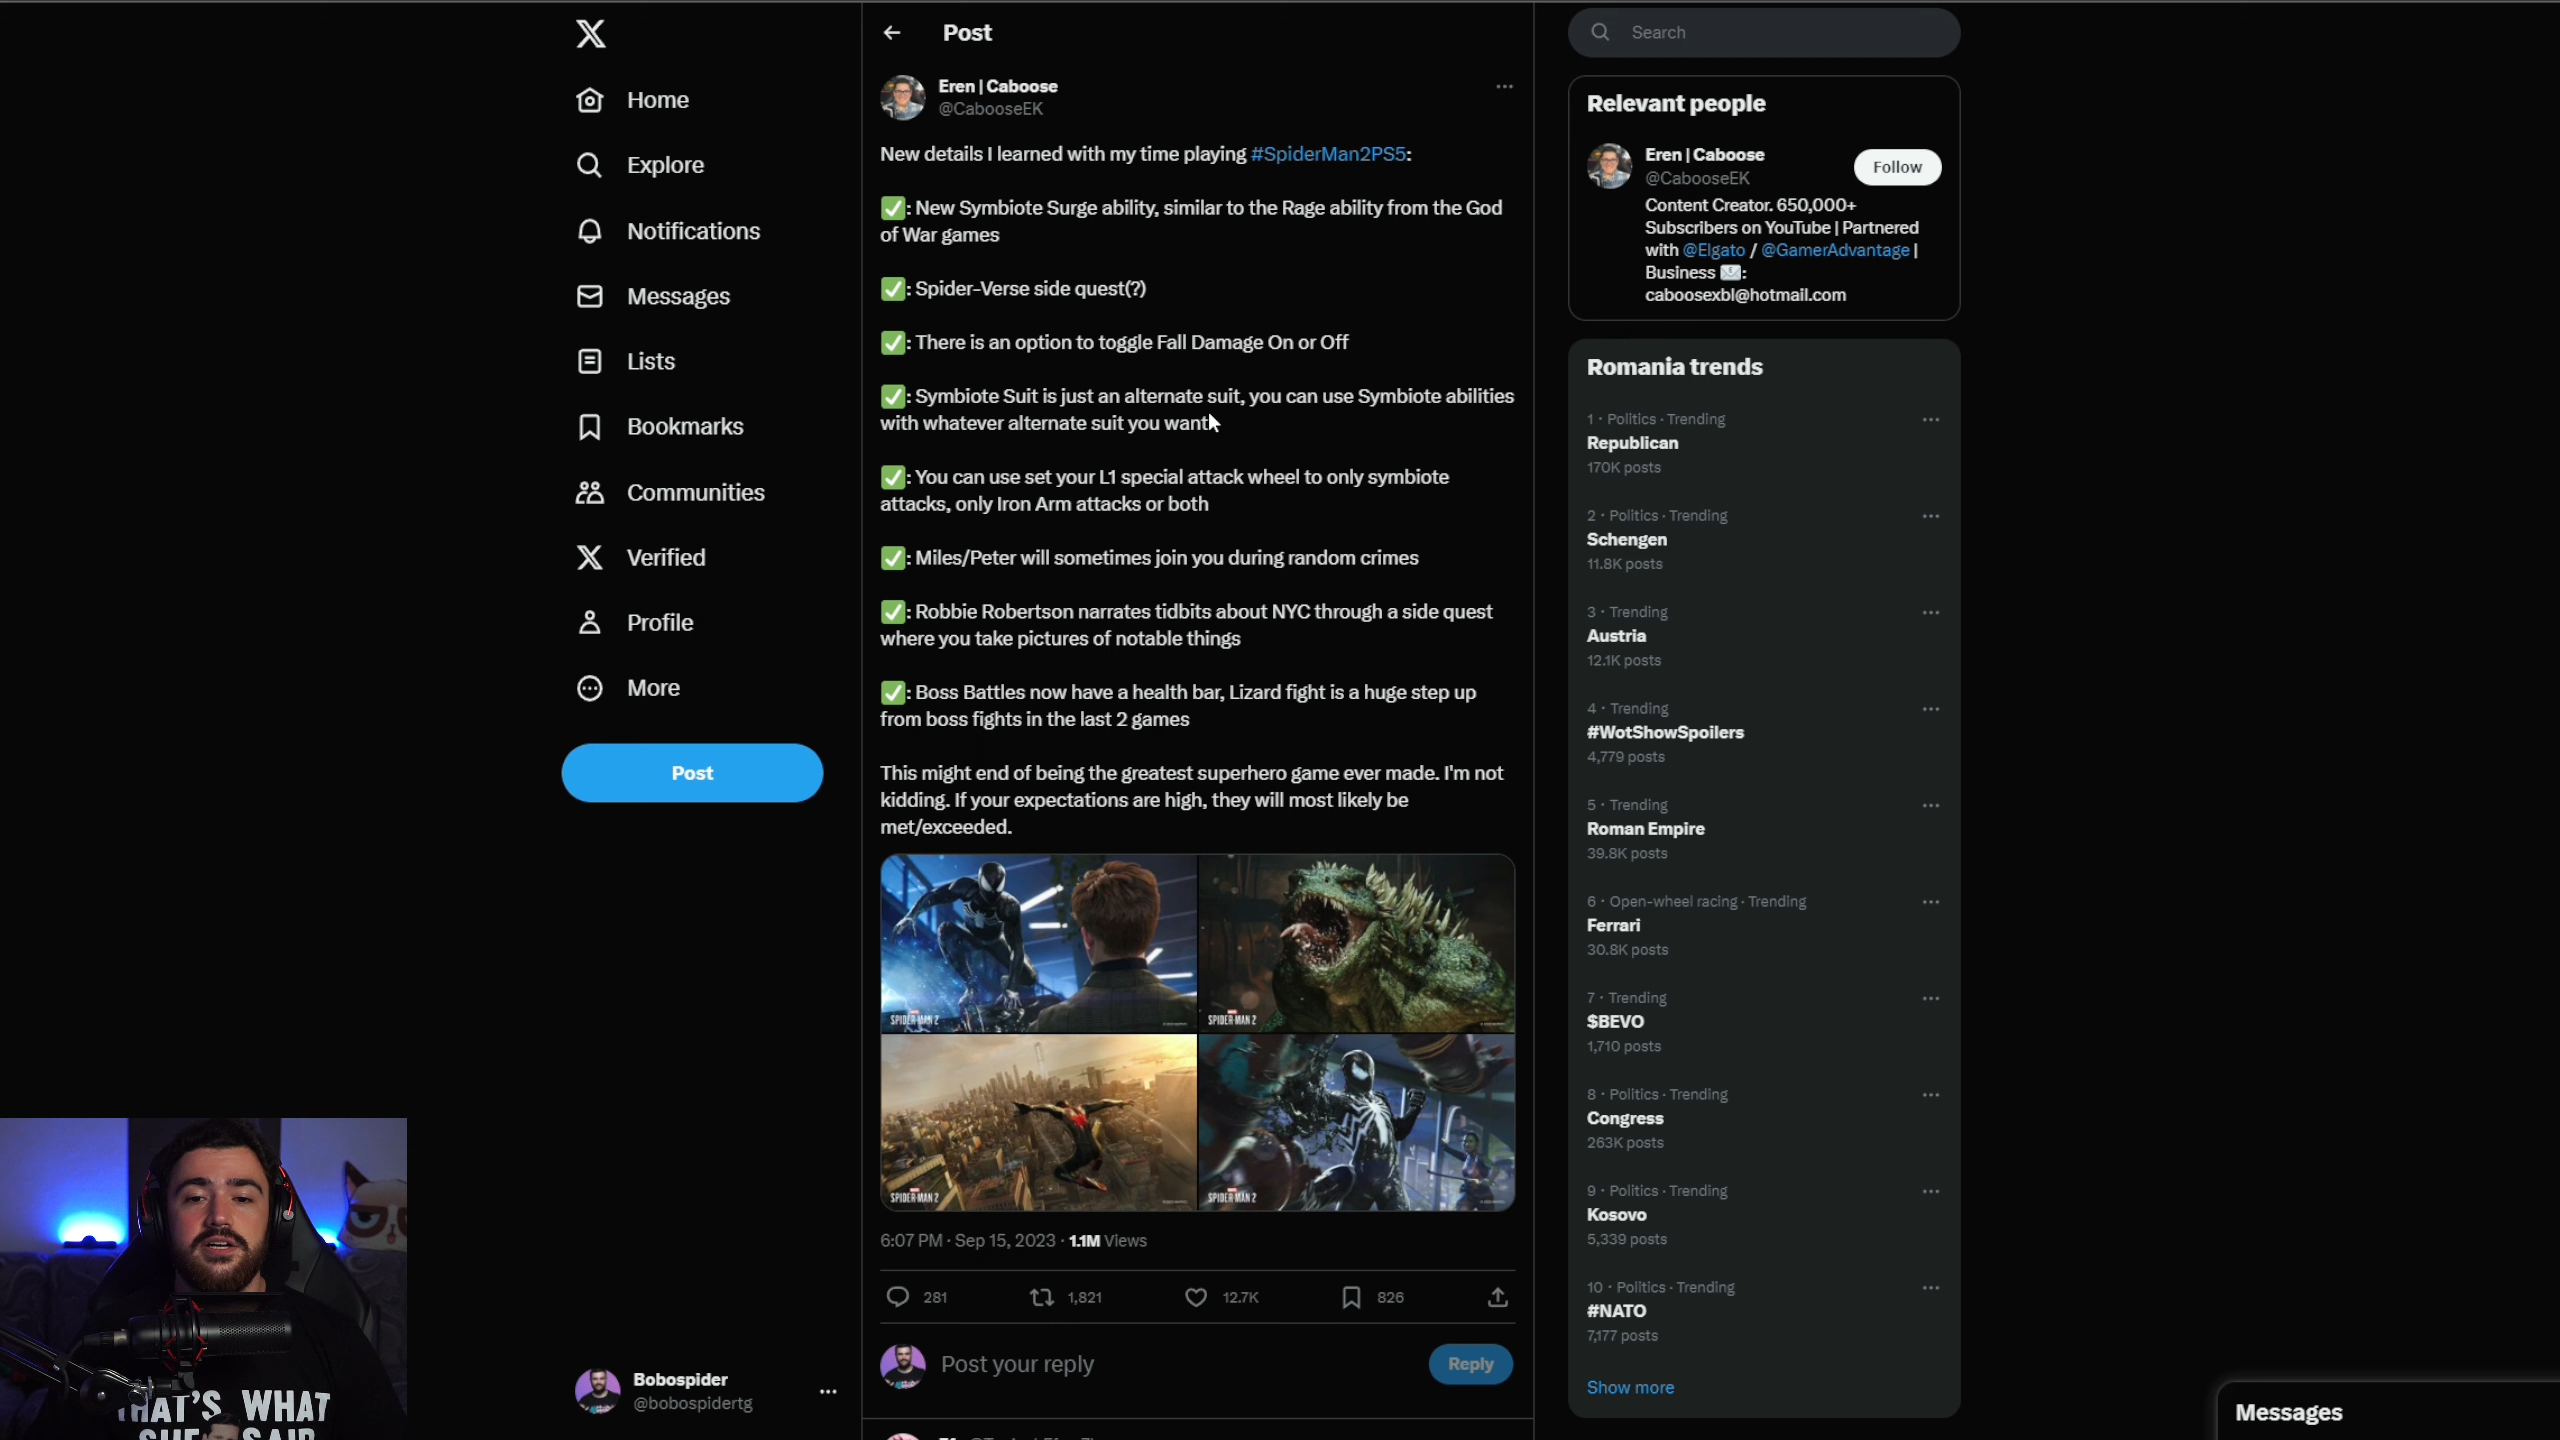 Post
Search
Home
Explore
Notifications
Messages
Lists
Bookmarks
Communities
Verified
Profile
More
Post
Bobospider
@bobospidertg
THAT'S WHAT
SHE SAID
Eren | Caboose
@CabooseEK
New details I learned with my time playing #SpiderMan2PS5:
✅: New Symbiote Surge ability, similar to the Rage ability from the God
of War games
✅: Spider-Verse side quest(?)
✅: There is an option to toggle Fall Damage On or Off
✅: Symbiote Suit is just an alternate suit, you can use Symbiote abilities
with whatever alternate suit you want
✅: You can use set your L1 special attack wheel to only symbiote
attacks, only Iron Arm attacks or both
✅: Miles/Peter will sometimes join you during random crimes
✅: Robbie Robertson narrates tidbits about NYC through a side quest
where you take pictures of notable things
✅: Boss Battles now have a health bar, Lizard fight is a huge step up
from boss fights in the last 2 games
This might end of being the greatest superhero game ever made. I'm not
kidding. If your expectations are high, they will most likely be
met/exceeded.
SPIDER-MAN 2
SPIDER-MAN 2
SPIDER-MAN 2
SPIDER-MAN 2
6:07 PM · Sep 15, 2023 · 1.1M Views
281 1,821 12.7K 826
Post your reply
Reply
Relevant people
Eren | Caboose
@CabooseEK
Follow
Content Creator. 650,000+
Subscribers on YouTube | Partnered
with @Elgato / @GamerAdvantage |
Business ✉️:
caboosexbl@hotmail.com
Romania trends
1 · Politics · Trending
Republican
170K posts
2 · Politics · Trending
Schengen
11.8K posts
3 · Trending
Austria
12.1K posts
4 · Trending
#WotShowSpoilers
4,779 posts
5 · Trending
Roman Empire
39.8K posts
6 · Open-wheel racing · Trending
Ferrari
30.8K posts
7 · Trending
$BEVO
1,710 posts
8 · Politics · Trending
Congress
263K posts
9 · Politics · Trending
Kosovo
5,339 posts
10 · Politics · Trending
#NATO
7,177 posts
Show more
Messages